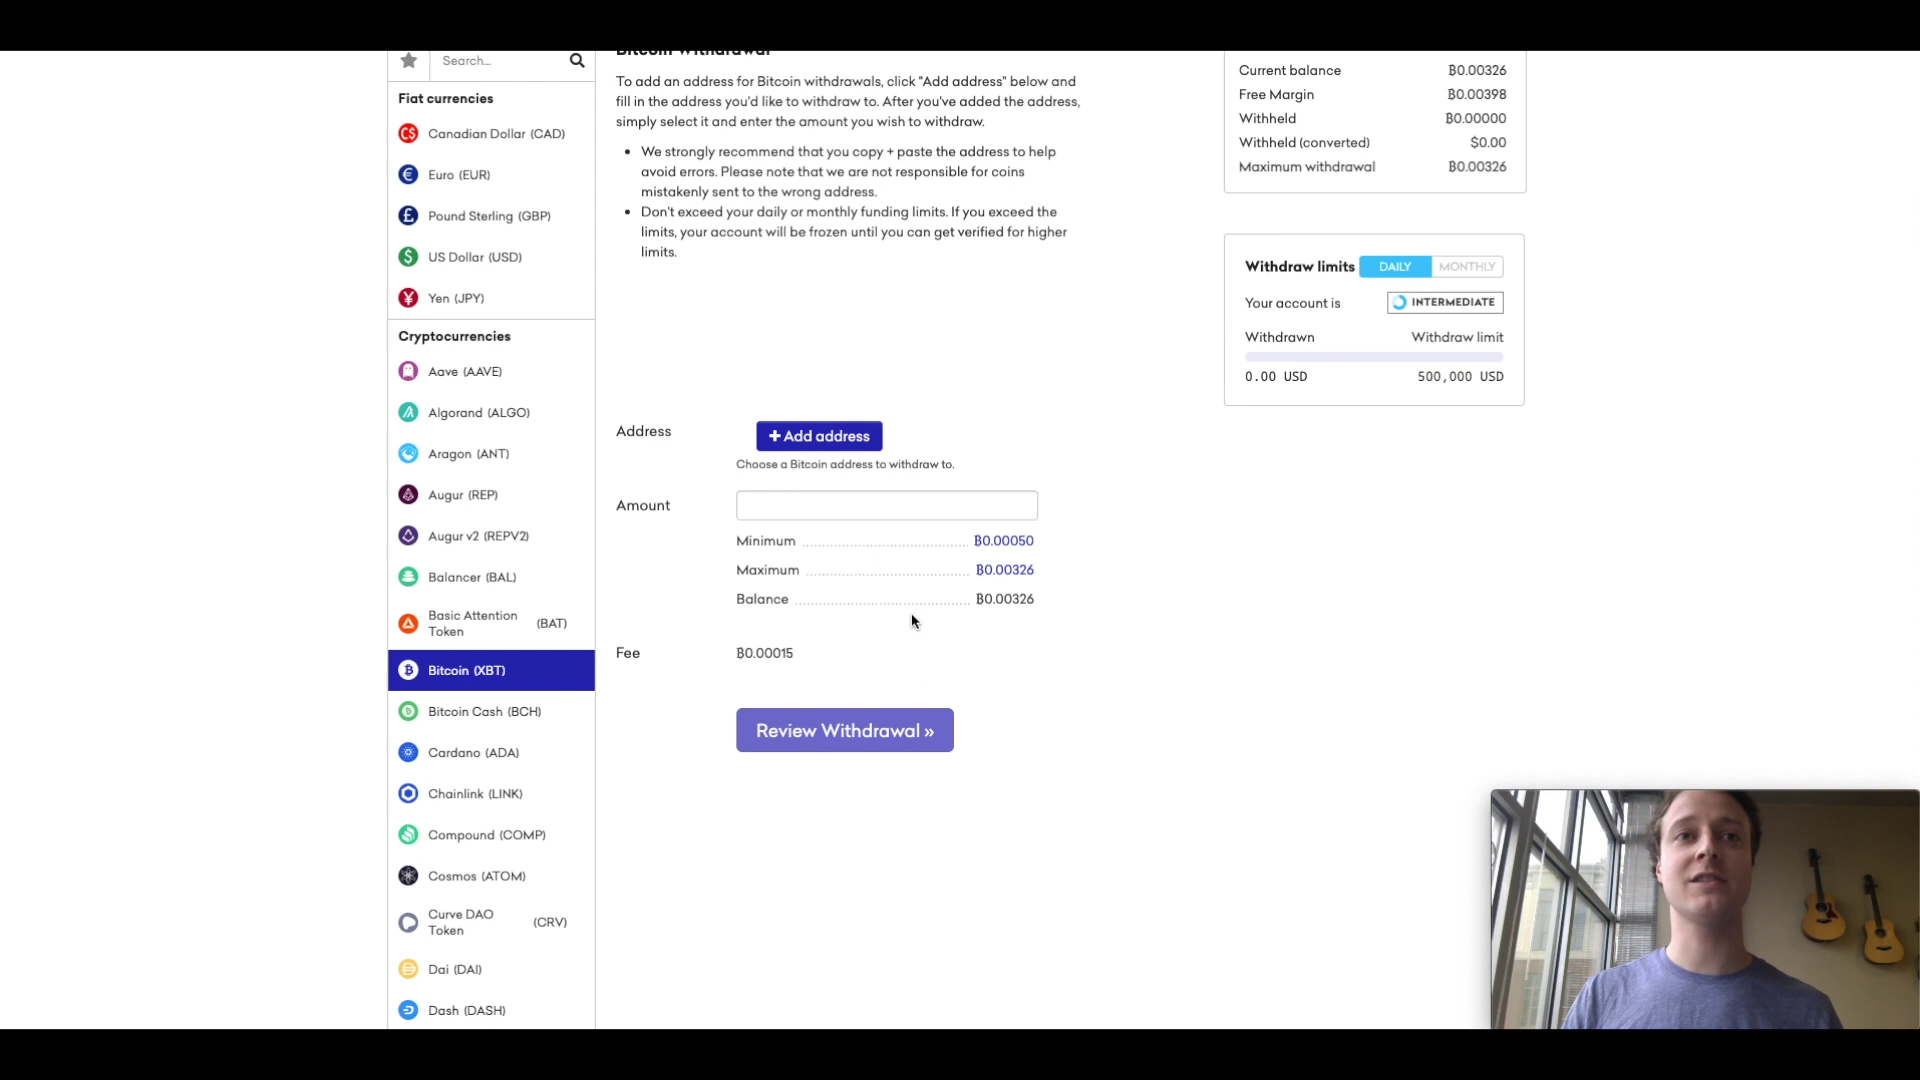 Bitcoin Withdrawal
Search...
To add an address for Bitcoin withdrawals, click "Add address" below and
fill in the address you'd like to withdraw to. After you've added the address,
simply select it and enter the amount you wish to withdraw.
• We strongly recommend that you copy + paste the address to help
avoid errors. Please note that we are not responsible for coins
mistakenly sent to the wrong address.
• Don't exceed your daily or monthly funding limits. If you exceed the
limits, your account will be frozen until you can get verified for higher
limits.
Fiat currencies
C$ Canadian Dollar (CAD)
€ Euro (EUR)
£ Pound Sterling (GBP)
$ US Dollar (USD)
¥ Yen (JPY)
Cryptocurrencies
Aave (AAVE)
Algorand (ALGO)
Aragon (ANT)
Augur (REP)
Augur v2 (REPV2)
Balancer (BAL)
Basic Attention
Token (BAT)
Bitcoin (XBT)
Bitcoin Cash (BCH)
Cardano (ADA)
Chainlink (LINK)
Compound (COMP)
Cosmos (ATOM)
Curve DAO
Token (CRV)
Dai (DAI)
Dash (DASH)
Address
+ Add address
Choose a Bitcoin address to withdraw to.
Amount
Minimum ₿0.00050
Maximum ₿0.00326
Balance ₿0.00326
Fee ₿0.00015
Review Withdrawal »
Current balance ₿0.00326
Free Margin ₿0.00398
Withheld ₿0.00000
Withheld (converted) $0.00
Maximum withdrawal ₿0.00326
Withdraw limits DAILY MONTHLY
Your account is INTERMEDIATE
Withdrawn Withdraw limit
0.00 USD 500,000 USD